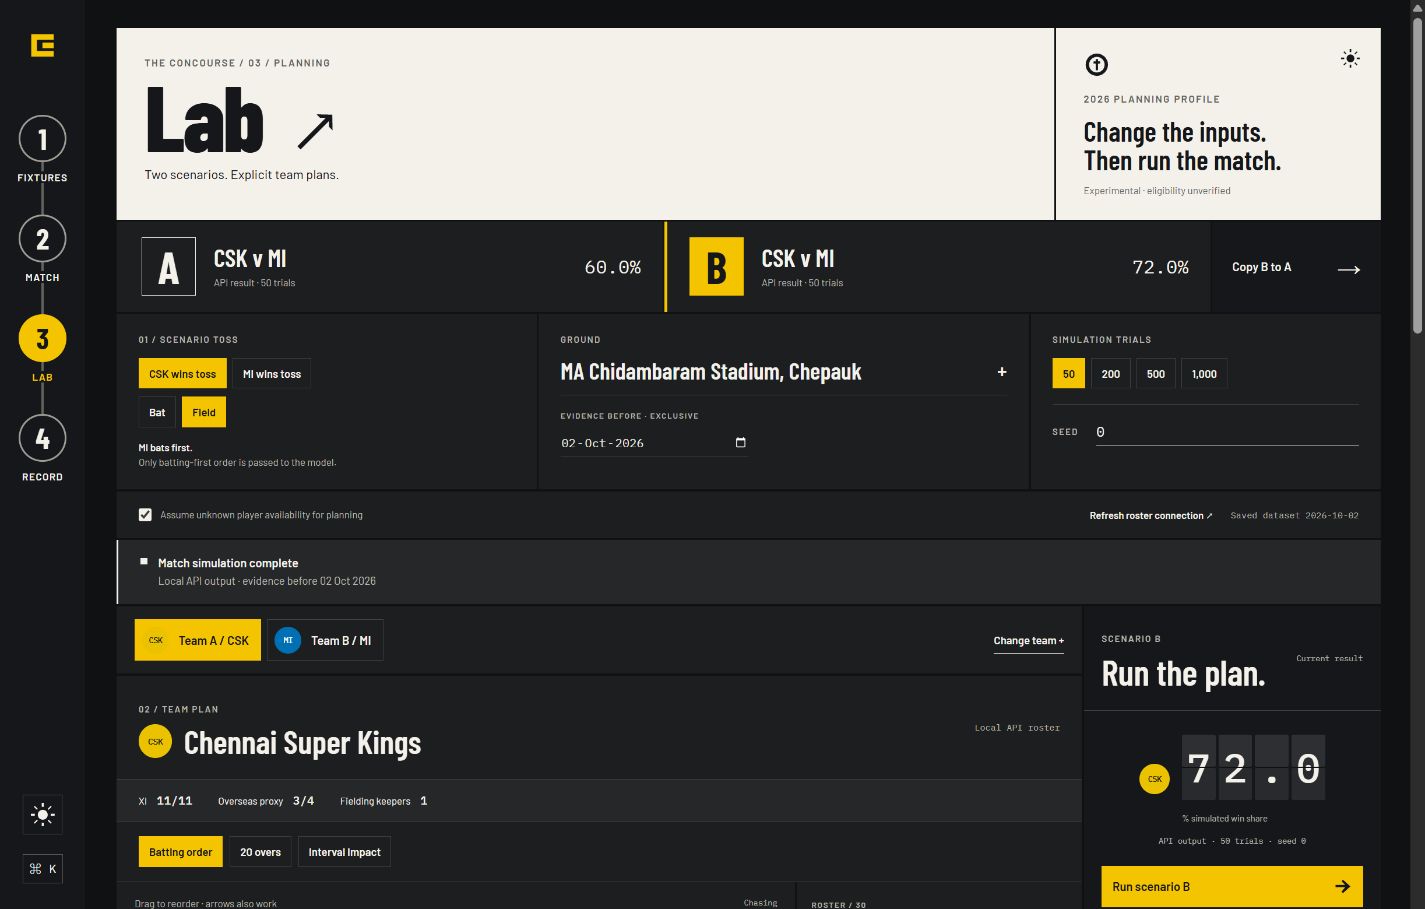 1
FIXTURES
2
MATCH
3
LAB
4
RECORD
⌘ K
THE CONCOURSE / 03 / PLANNING
Lab ↗
Two scenarios. Explicit team plans.
2026 PLANNING PROFILE
Change the inputs.
Then run the match.
Experimental · eligibility unverified
A
CSK v MI
API result · 50 trials
60.0%
B
CSK v MI
API result · 50 trials
72.0%
Copy B to A →
01 / SCENARIO TOSS
CSK wins toss MI wins toss
Bat Field
MI bats first.
Only batting-first order is passed to the model.
GROUND
MA Chidambaram Stadium, Chepauk +
EVIDENCE BEFORE · EXCLUSIVE
02-Oct-2026
SIMULATION TRIALS
50 200 500 1,000
SEED 0
Assume unknown player availability for planning
Refresh roster connection ↗ Saved dataset 2026-10-02
Match simulation complete
Local API output · evidence before 02 Oct 2026
CSK Team A / CSK MI Team B / MI
Change team +
02 / TEAM PLAN
CSK Chennai Super Kings
Local API roster
XI 11/11 Overseas proxy 3/4 Fielding keepers 1
Batting order 20 overs Interval Impact
Drag to reorder · arrows also work
Chasing
ROSTER / 30
SCENARIO B
Run the plan.
Current result
CSK 72.0
% simulated win share
API output · 50 trials · seed 0
Run scenario B →